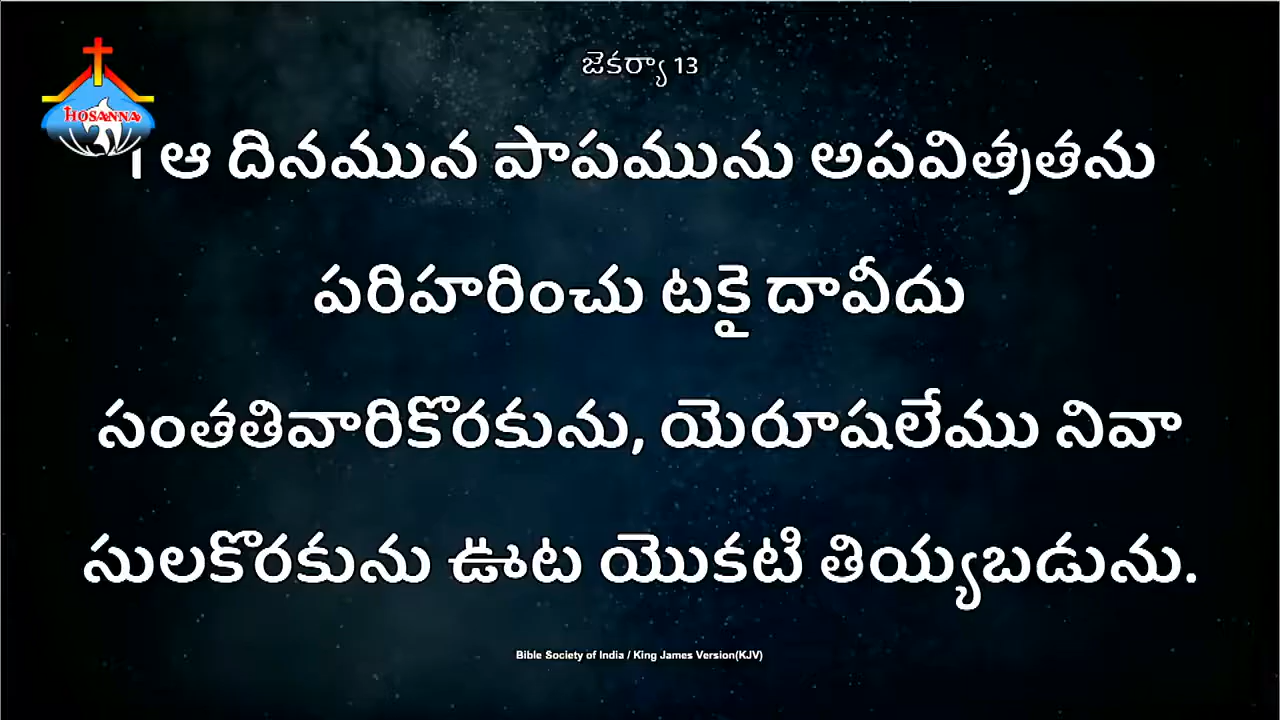 జెకర్యా 13
HOSANNA
1 ఆ దినమున పాపమును అపవిత్రతను
పరిహరించు టకై దావీదు
సంతతివారికొరకును, యెరూషలేము నివా
సులకొరకును ఊట యొకటి తియ్యబడును.
Bible Society of India / King James Version(KJV)